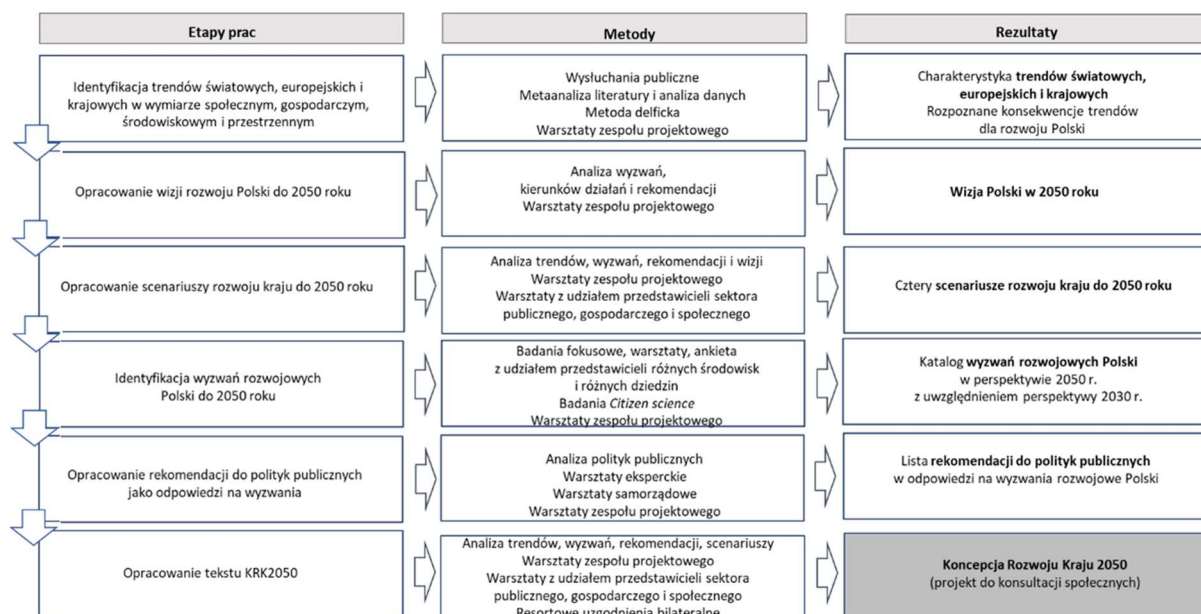 Etapy prac
Metody
Rezultaty
Identyfikacja trendów światowych, europejskich i
krajowych w wymiarze społecznym, gospodarczym,
środowiskowym i przestrzennym
Wysłuchania publiczne
Metaanaliza literatury i analiza danych
Metoda delficka
Warsztaty zespołu projektowego
Charakterystyka trendów światowych,
europejskich i krajowych
Rozpoznane konsekwencje trendów
dla rozwoju Polski
Opracowanie wizji rozwoju Polski do 2050 roku
Analiza wyzwań,
kierunków działań i rekomendacji
Warsztaty zespołu projektowego
Wizja Polski w 2050 roku
Opracowanie scenariuszy rozwoju kraju do 2050 roku
Analiza trendów, wyzwań, rekomendacji i wizji
Warsztaty zespołu projektowego
Warsztaty z udziałem przedstawicieli sektora
publicznego, gospodarczego i społecznego
Cztery scenariusze rozwoju kraju do 2050 roku
Identyfikacja wyzwań rozwojowych
Polski do 2050 roku
Badania fokusowe, warsztaty, ankieta
z udziałem przedstawicieli różnych środowisk
i różnych dziedzin
Badania Citizen science
Warsztaty zespołu projektowego
Katalog wyzwań rozwojowych Polski
w perspektywie 2050 r.
z uwzględnieniem perspektywy 2030 r.
Opracowanie rekomendacji do polityk publicznych
jako odpowiedzi na wyzwania
Analiza polityk publicznych
Warsztaty eksperckie
Warsztaty samorządowe
Warsztaty zespołu projektowego
Lista rekomendacji do polityk publicznych
w odpowiedzi na wyzwania rozwojowe Polski
Opracowanie tekstu KRK2050
Analiza trendów, wyzwań, rekomendacji, scenariuszy
Warsztaty zespołu projektowego
Warsztaty z udziałem przedstawicieli sektora
publicznego, gospodarczego i społecznego
Resortowe uzgodnienia bilateralne
Koncepcja Rozwoju Kraju 2050
(projekt do konsultacji społecznych)